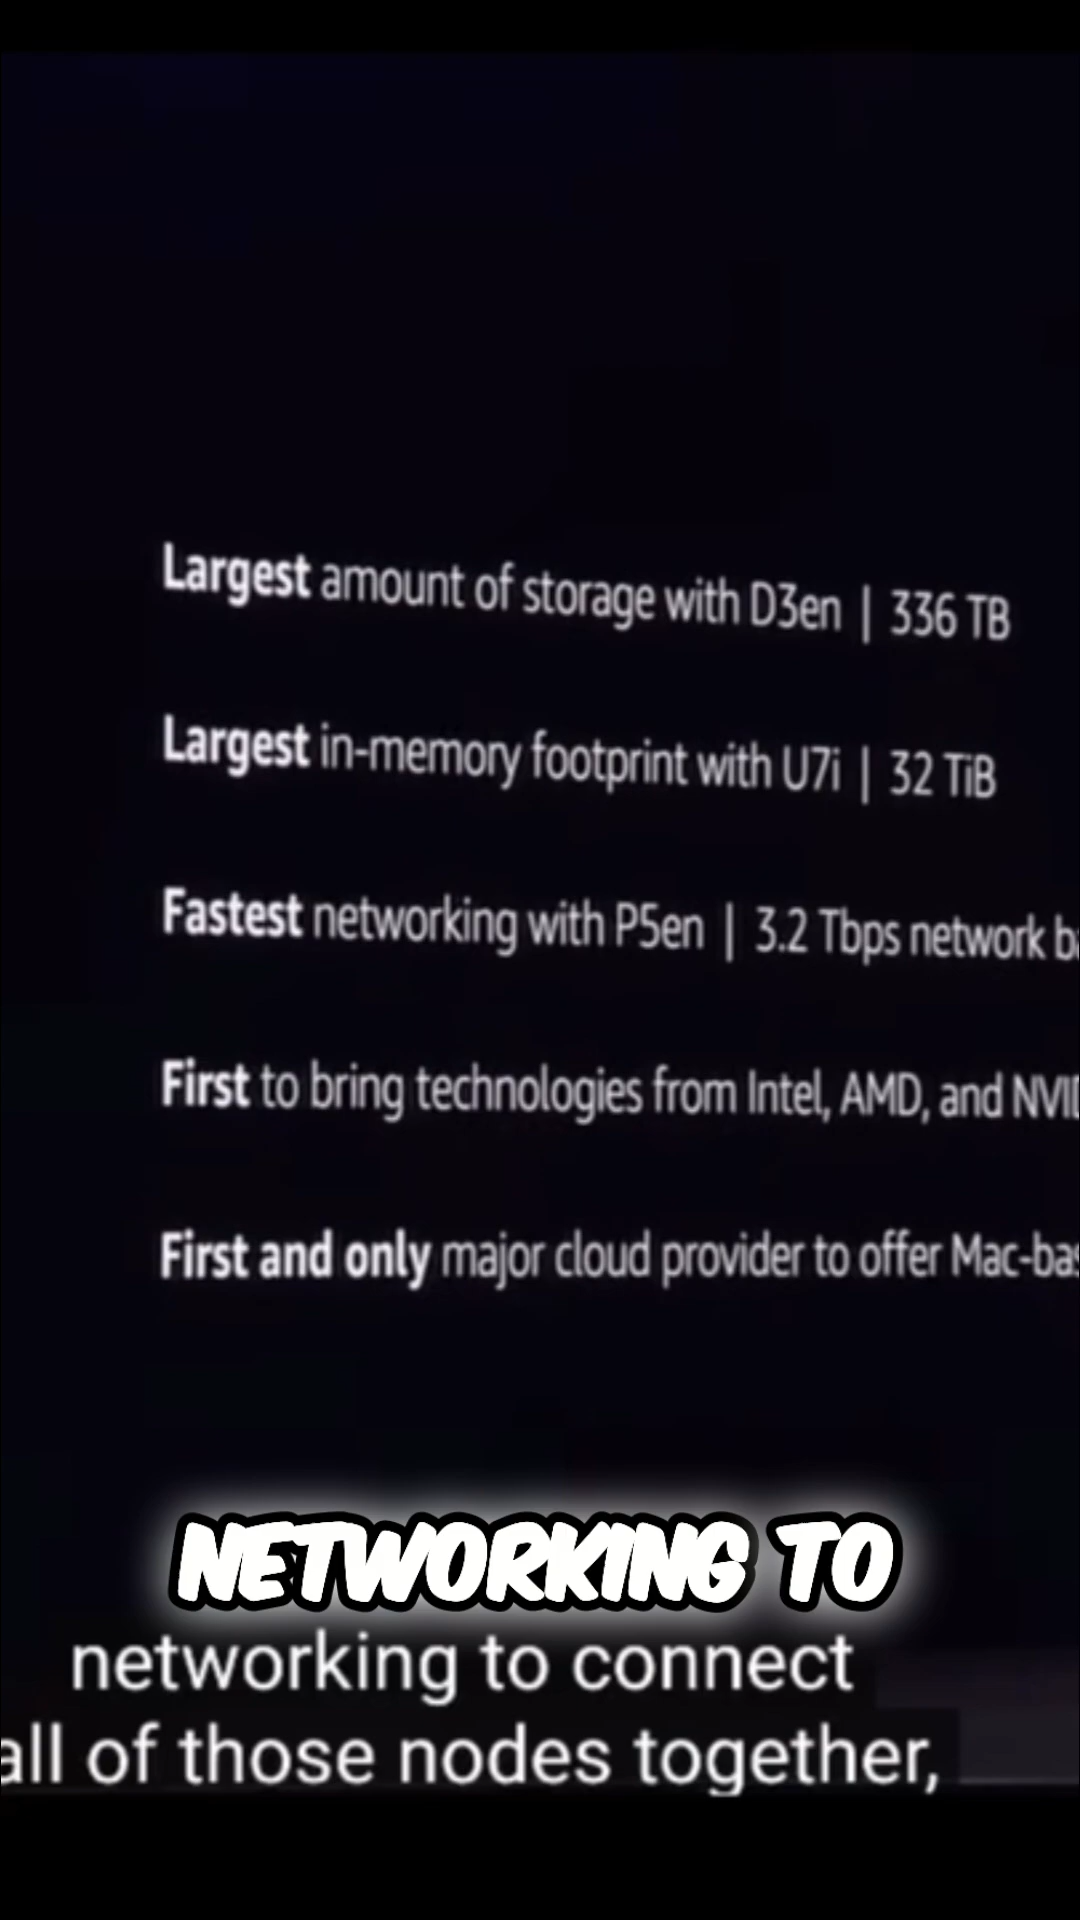 Largest amount of storage with D3en | 336 TB
Largest in-memory footprint with U7i | 32 TiB
Fastest networking with P5en | 3.2 Tbps network
First to bring technologies from Intel, AMD, and
First and only major cloud provider to offer
NETWORKING TO
networking to connect
all of those nodes together,